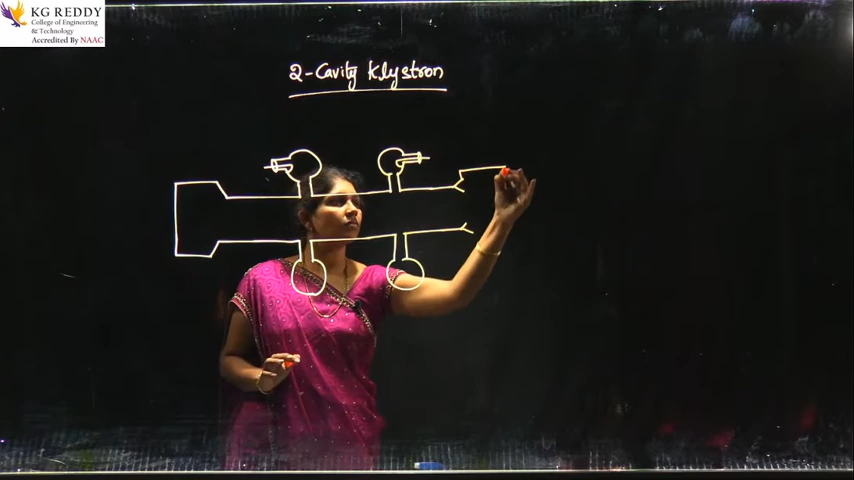 KG REDDY
College of Engineering
& Technology
Accredited By NAAC
2-Cavity Klystron